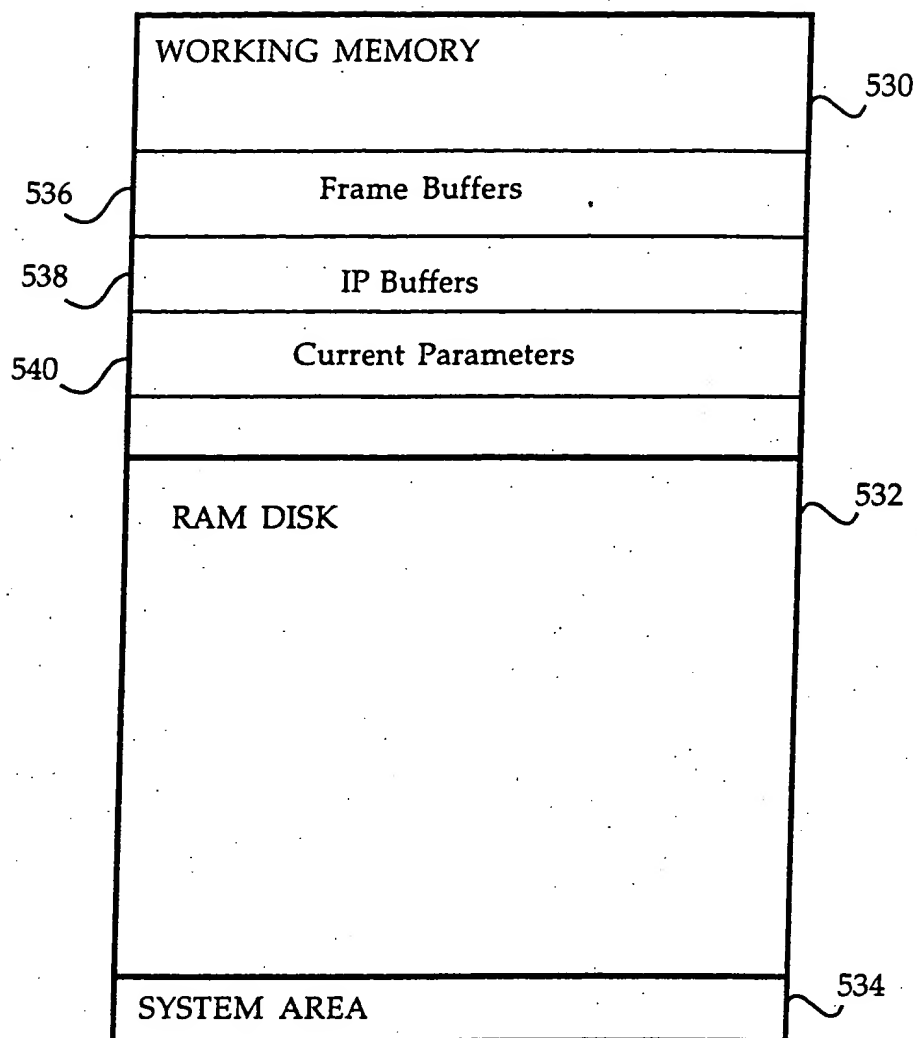 WORKING MEMORY
530
536
Frame Buffers
538
IP Buffers
540
Current Parameters
532
RAM DISK
534
SYSTEM AREA